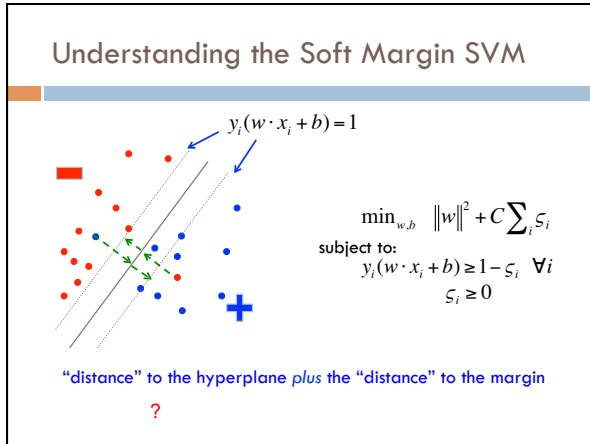 Understanding the Soft Margin SVM
yᵢ(w · xᵢ + b) = 1
min_{w,b} ‖w‖² + C∑ᵢ ςᵢ
subject to:
yᵢ(w · xᵢ + b) ≥ 1 − ςᵢ ∀i
ςᵢ ≥ 0
“distance” to the hyperplane plus the “distance” to the margin
?